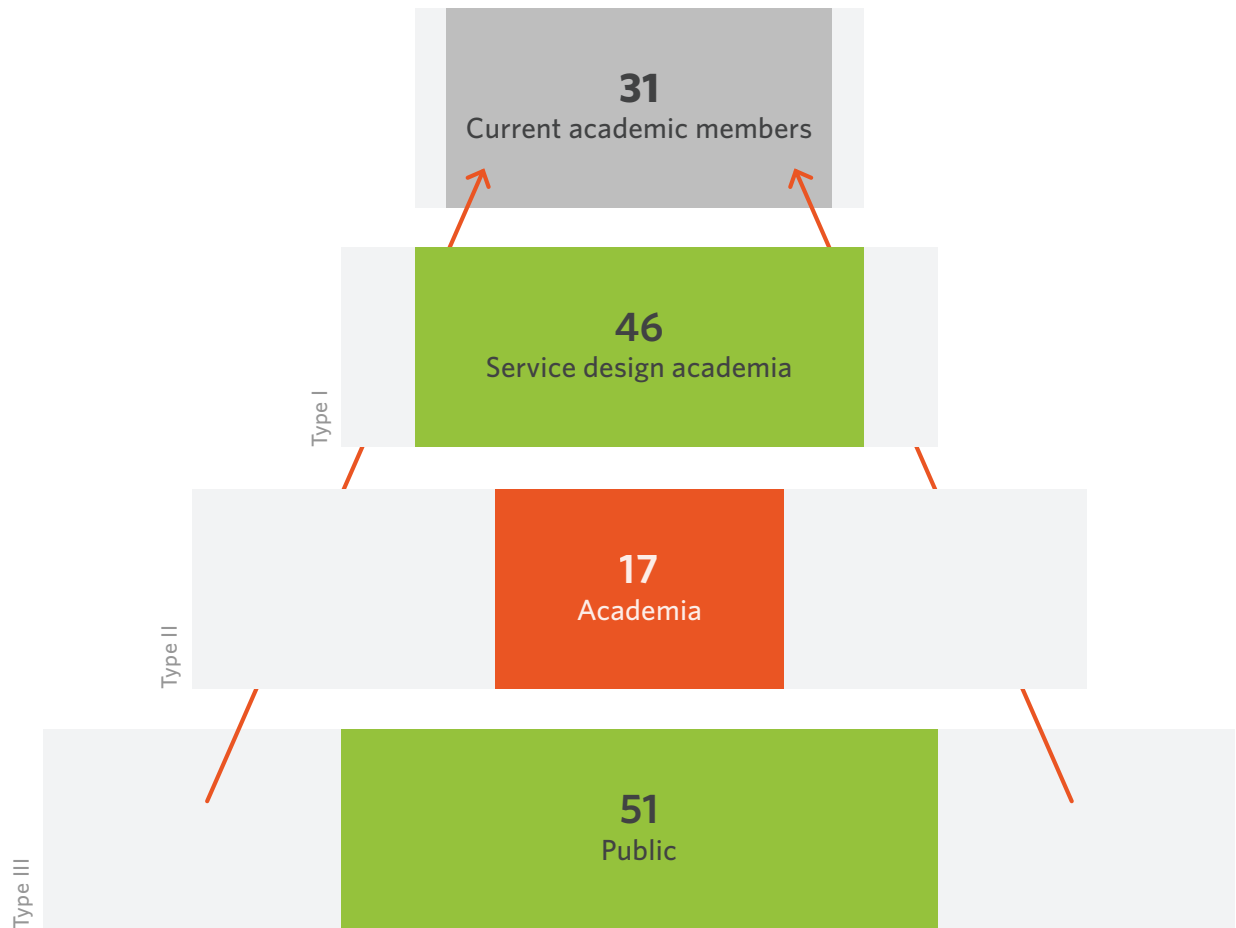 31
Current academic members
46
Service design academia
Type I
17
Academia
Type II
51
Public
Type III